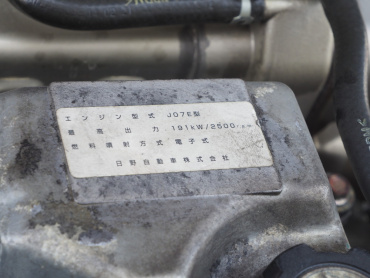 エンジン型式 J07E型
最高出力 191kW/2500
燃料噴射方式 電子式
日野自動車株式会社